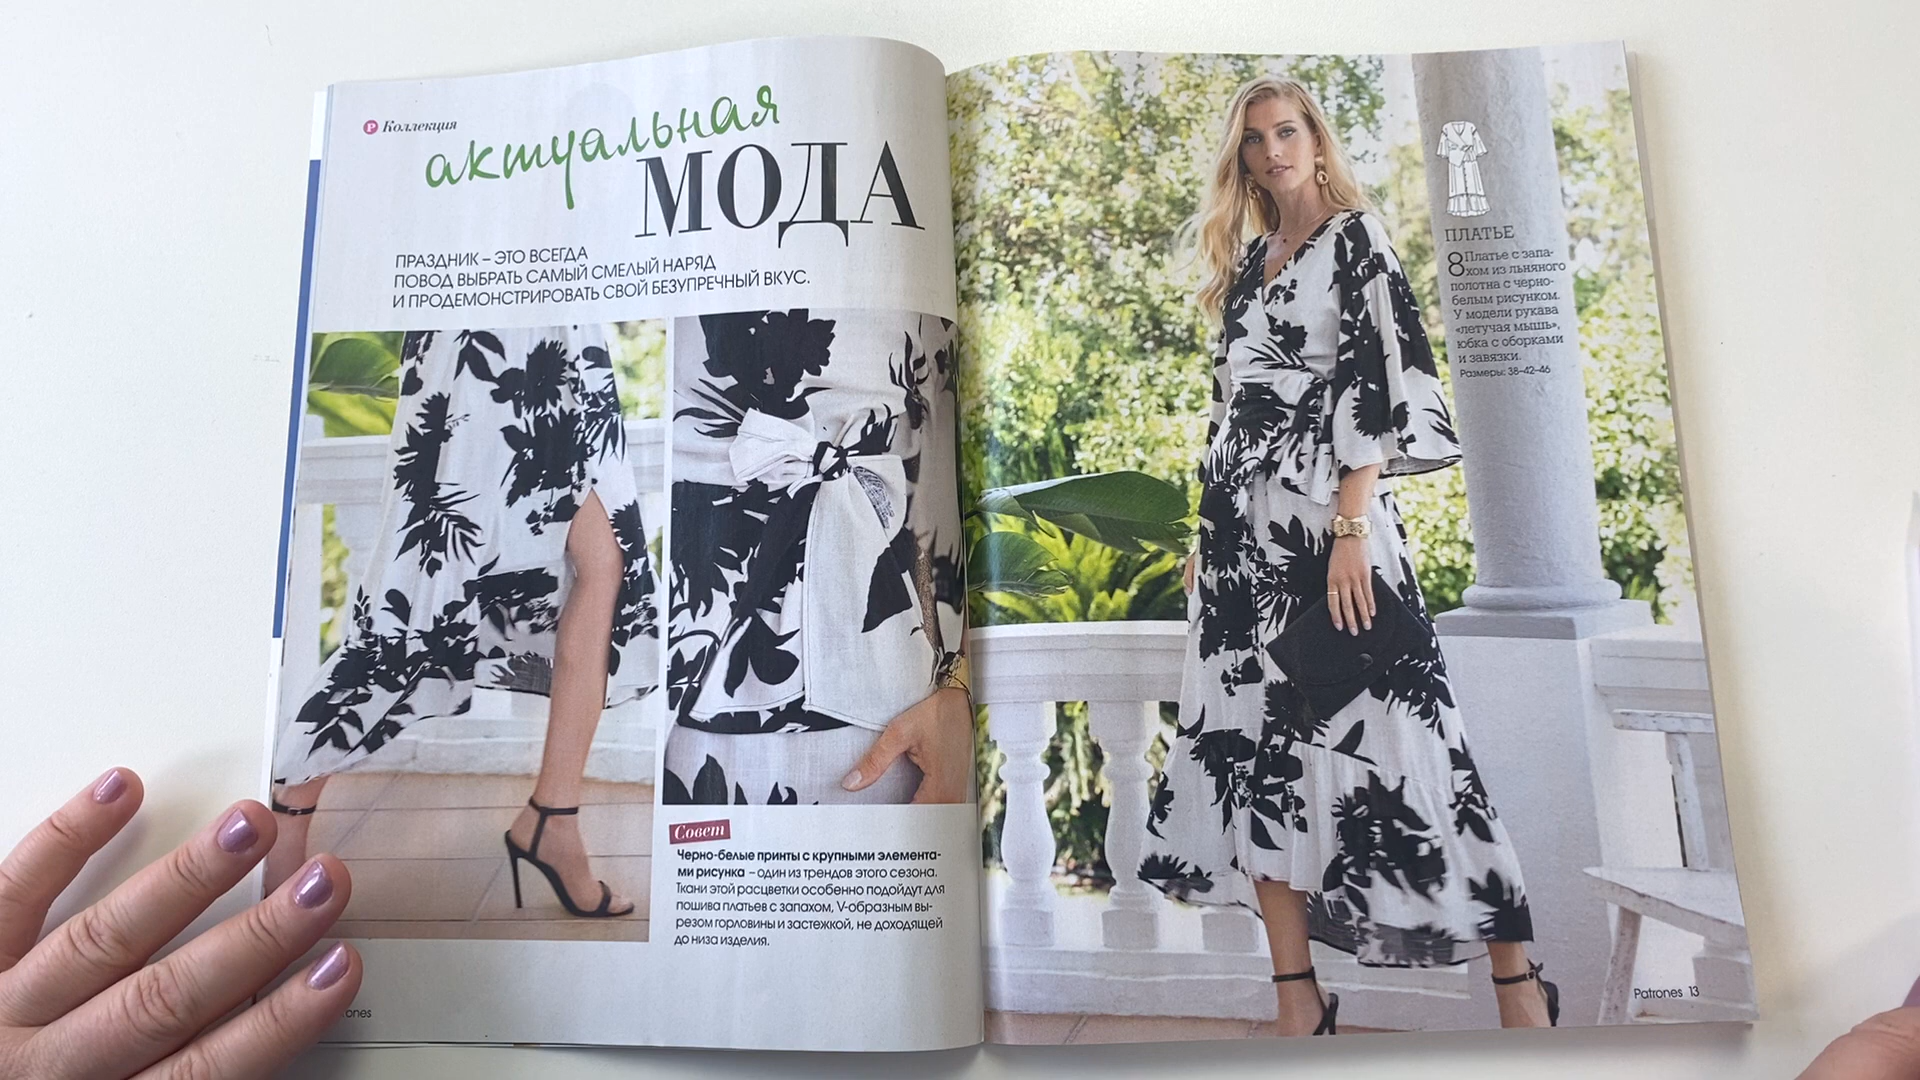 P Коллекция
актуальная
МОДА
ПРАЗДНИК – ЭТО ВСЕГДА
ПОВОД ВЫБРАТЬ САМЫЙ СМЕЛЫЙ НАРЯД
И ПРОДЕМОНСТРИРОВАТЬ СВОЙ БЕЗУПРЕЧНЫЙ ВКУС.
Совет
Черно-белые принты с крупными элемента-
ми рисунка – один из трендов этого сезона.
Ткани этой расцветки особенно подойдут для
пошива платьев с запахом, V-образным вы-
резом горловины и застежкой, не доходящей
до низа изделия.
ПЛАТЬЕ
8 Платье с запа-
хом из льняного
полотна с черно-
белым рисунком.
У модели рукава
«летучая мышь»,
юбка с оборками
и завязки.
Размеры: 38-42-46
Patrones 13